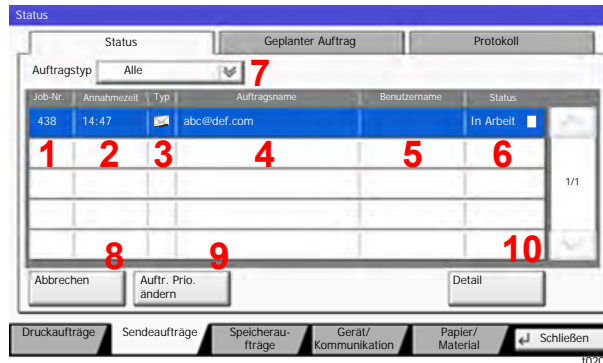 Status
Status Geplanter Auftrag Protokoll
Auftragstyp Alle 7
Job-Nr. Annahmezeit Typ Auftragsname Benutzername Status
438 14:47 abc@def.com In Arbeit
1 2 3 4 5 6
1/1
8 9 10
Abbrechen Auftr. Prio. ändern Detail
Druckaufträge Sendeaufträge Speicherau-
fträge Gerät/
Kommunikation Papier/
Material Schließen